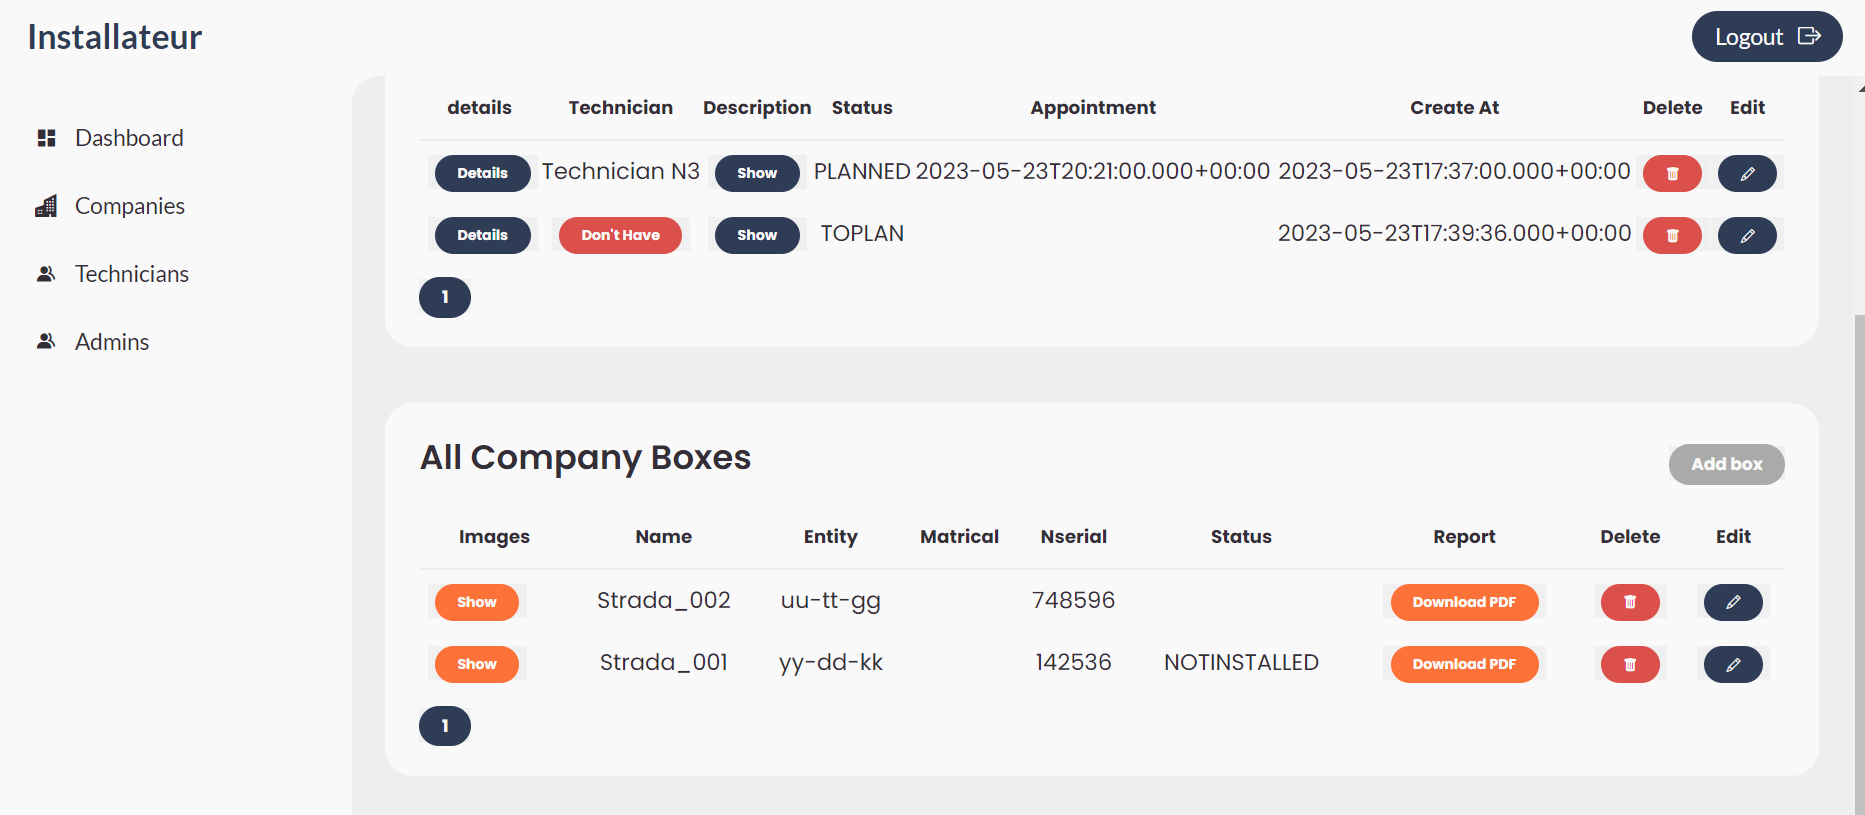 Installateur
Logout
Dashboard
Companies
Technicians
Admins
details Technician Description Status Appointment Create At Delete Edit
Details Technician N3 Show PLANNED 2023-05-23T20:21:00.000+00:00 2023-05-23T17:37:00.000+00:00
Details Don't Have Show TOPLAN 2023-05-23T17:39:36.000+00:00
1
All Company Boxes
Add box
Images Name Entity Matrical Nserial Status Report Delete Edit
Show Strada_002 uu-tt-gg 748596 Download PDF
Show Strada_001 yy-dd-kk 142536 NOTINSTALLED Download PDF
1